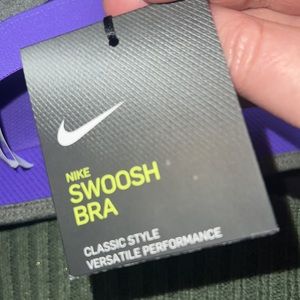 NIKE
SWOOSH
BRA
CLASSIC STYLE
VERSATILE PERFORMANCE